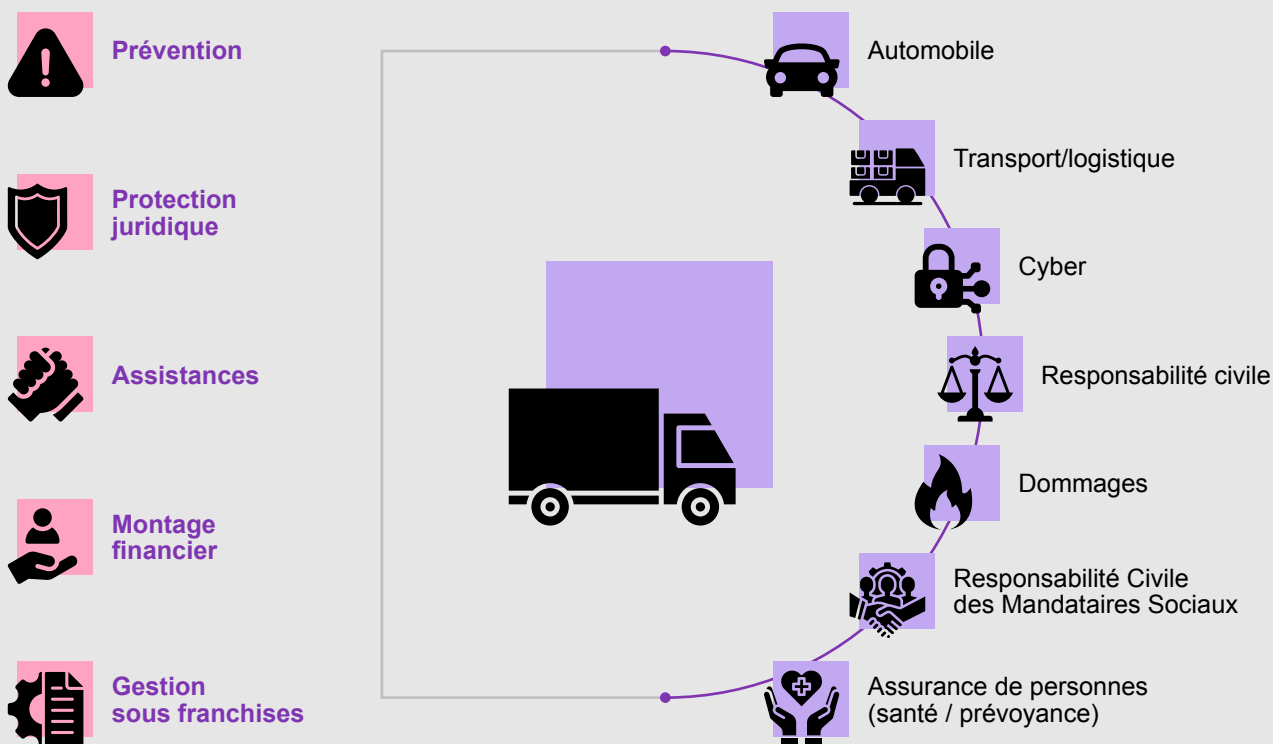 Prévention
Protection
juridique
Assistances
Montage
financier
Gestion
sous franchises
Automobile
Transport/logistique
Cyber
Responsabilité civile
Dommages
Responsabilité Civile
des Mandataires Sociaux
Assurance de personnes
(santé / prévoyance)